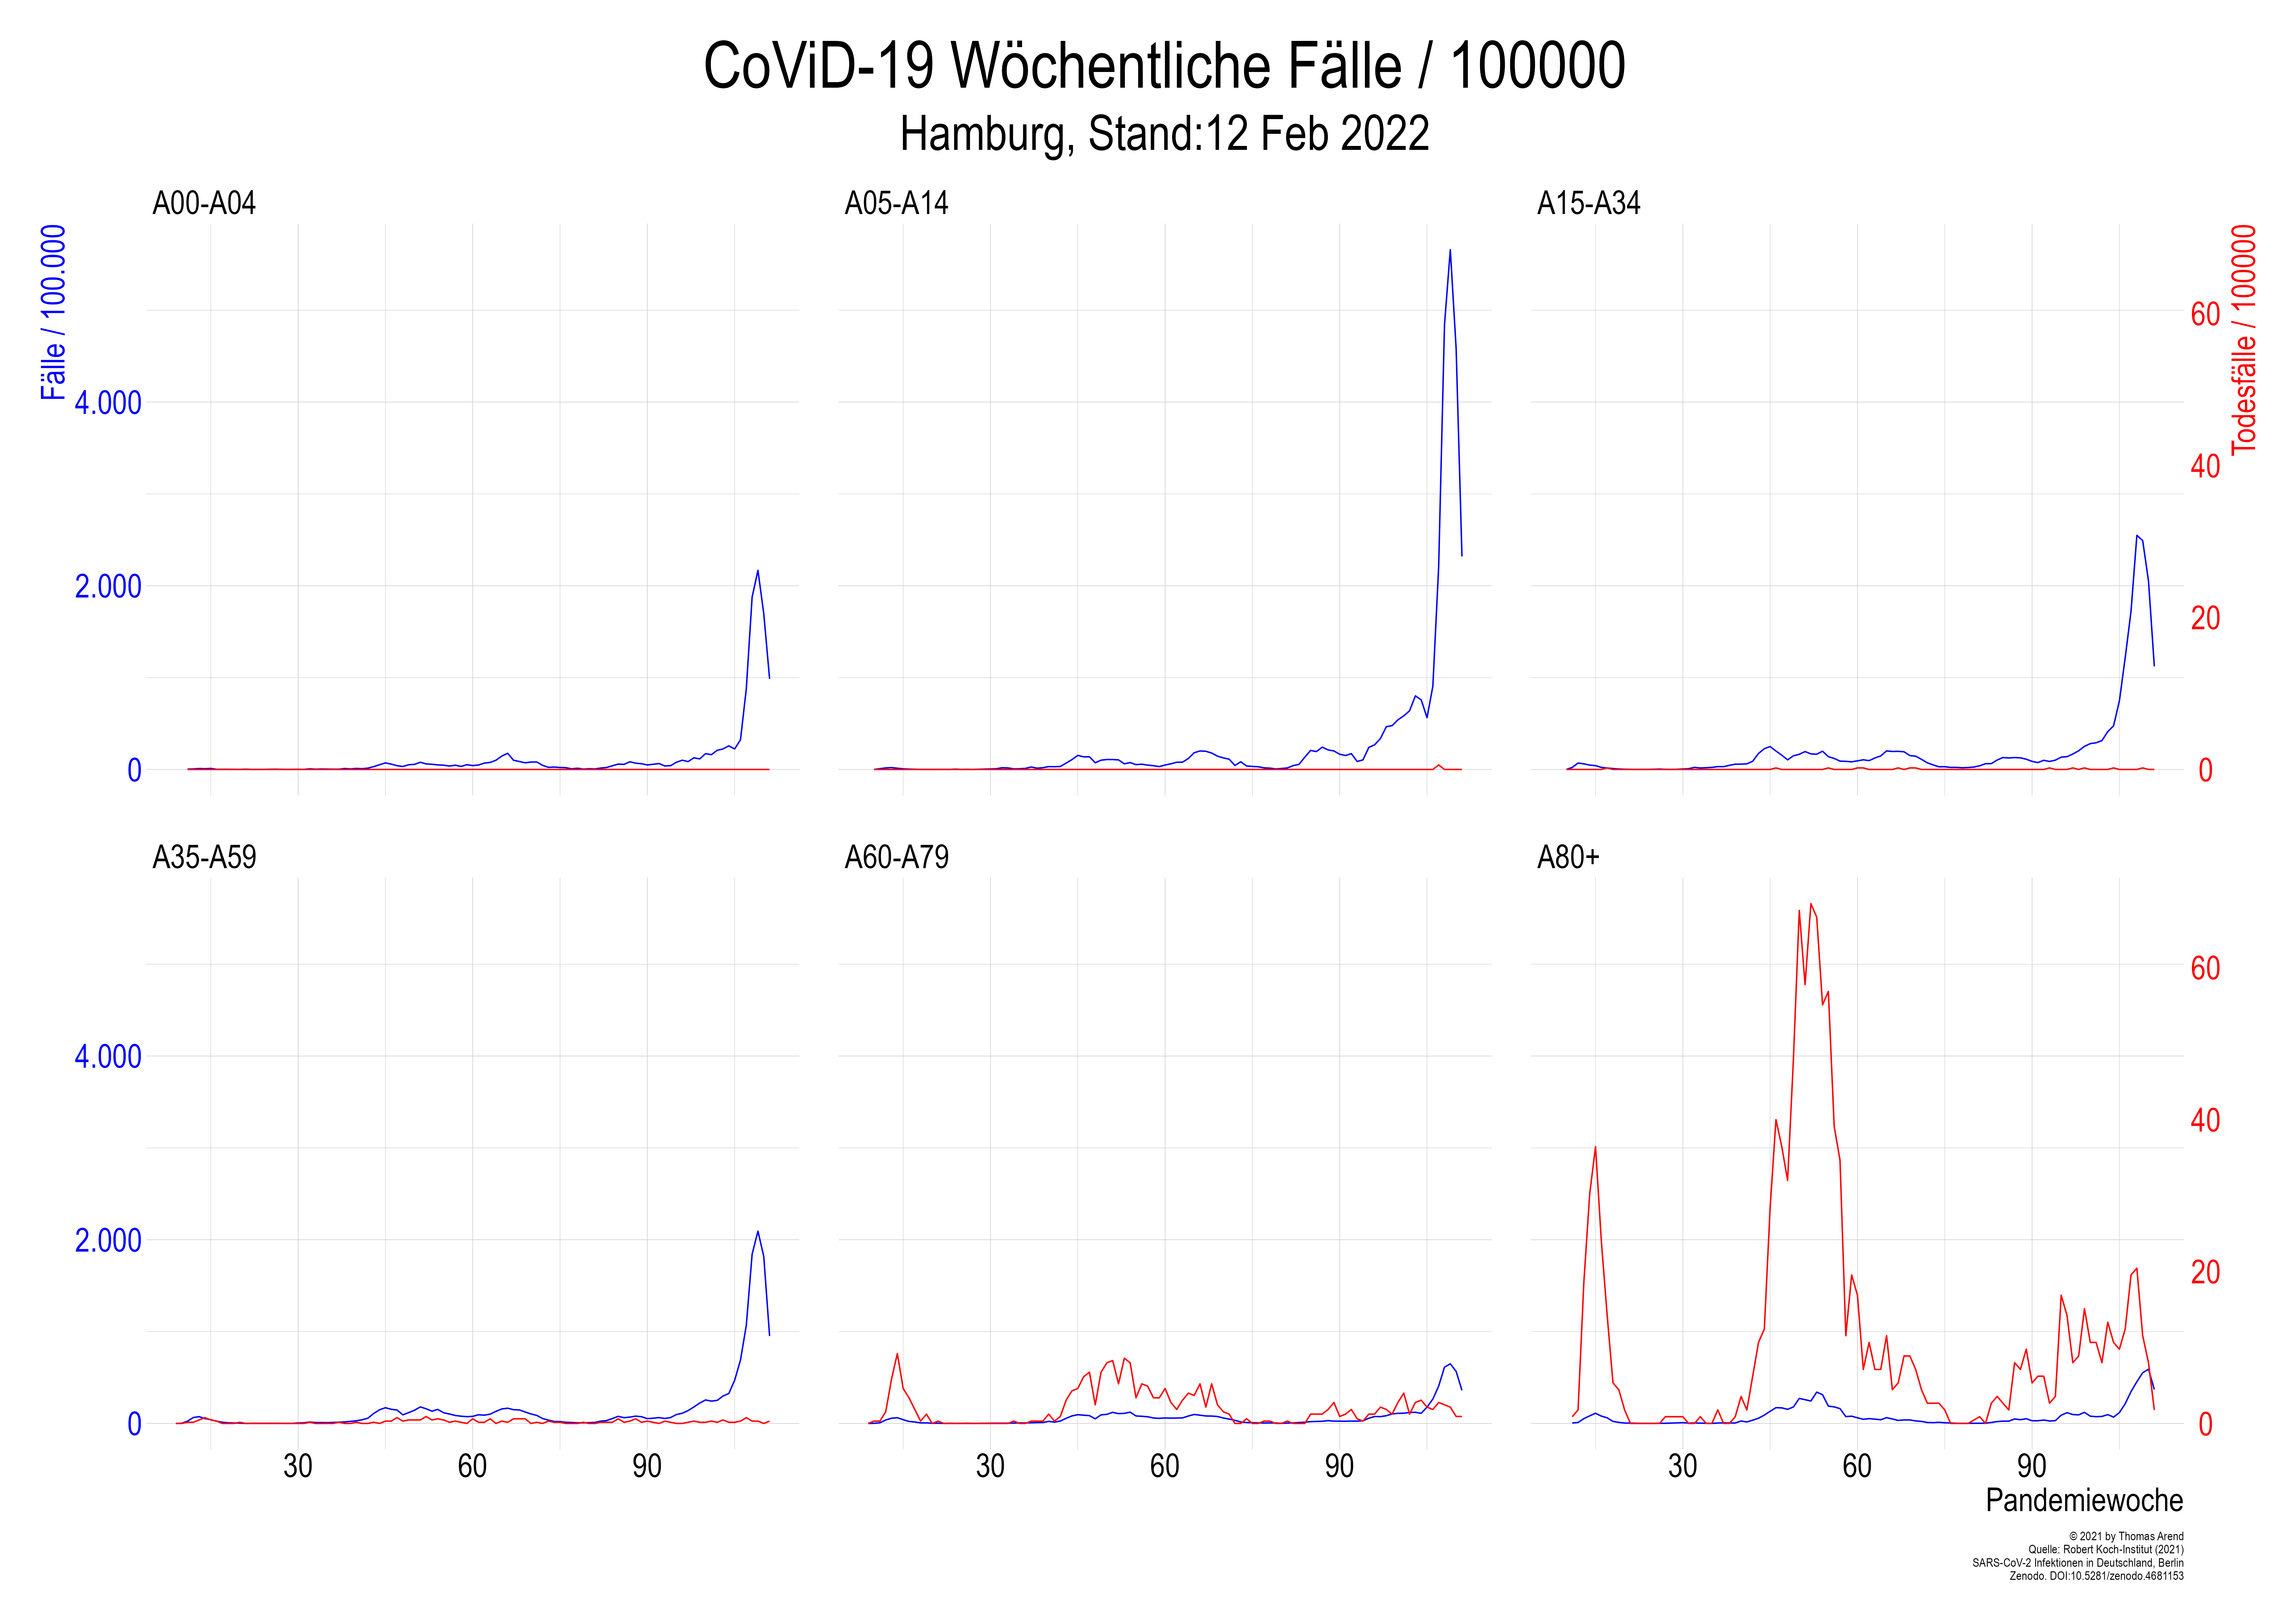 CoViD-19 Wöchentliche Fälle / 100000
Hamburg, Stand:12 Feb 2022
A00-A04
A05-A14
A15-A34
Fälle / 100.000
4.000
2.000
0
Todesfälle / 100000
60
40
20
0
A35-A59
A60-A79
A80+
4.000
2.000
0
60
40
20
0
30
60
90
30
60
90
30
60
90
Pandemiewoche
© 2021 by Thomas Arend
Quelle: Robert Koch-Institut (2021)
SARS-CoV-2 Infektionen in Deutschland, Berlin
Zenodo. DOI:10.5281/zenodo.4681153